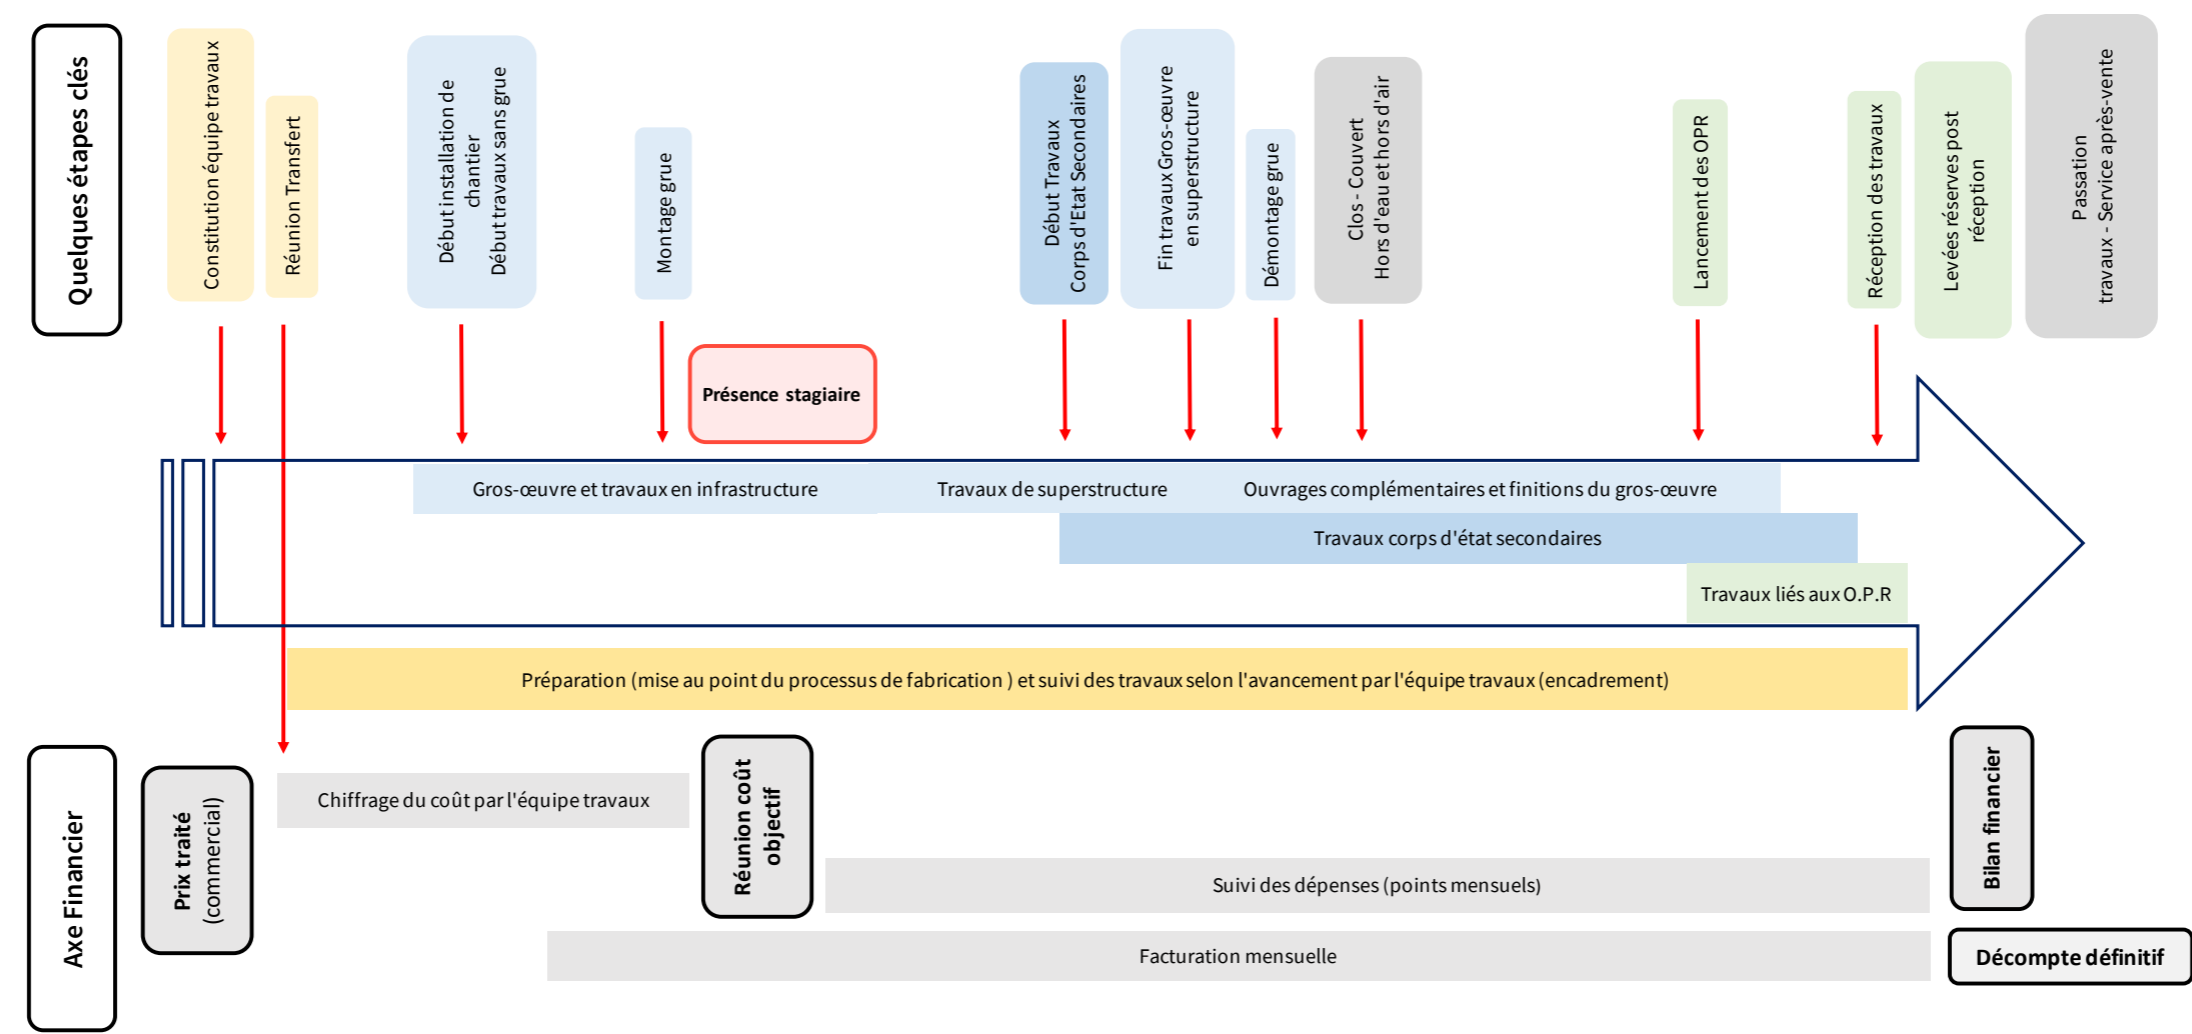 Quelques étapes clés
Constitution équipe travaux
Réunion Transfert
Début installation de
chantier
Début travaux sans grue
Montage grue
Début Travaux
Corps d'Etat Secondaires
Fin travaux Gros-œuvre
en superstructure
Démontage grue
Clos - Couvert
Hors d'eau et hors d'air
Lancement des OPR
Réception des travaux
Levées réserves post
réception
Passation
travaux - Service après-vente
Présence stagiaire
Gros-œuvre et travaux en infrastructure
Travaux de superstructure
Ouvrages complémentaires et finitions du gros-œuvre
Travaux corps d'état secondaires
Travaux liés aux O.P.R
Préparation (mise au point du processus de fabrication ) et suivi des travaux selon l'avancement par l'équipe travaux (encadrement)
Axe Financier
Prix traité
(commercial)
Chiffrage du coût par l'équipe travaux
Réunion coût
objectif
Suivi des dépenses (points mensuels)
Bilan financier
Facturation mensuelle
Décompte définitif